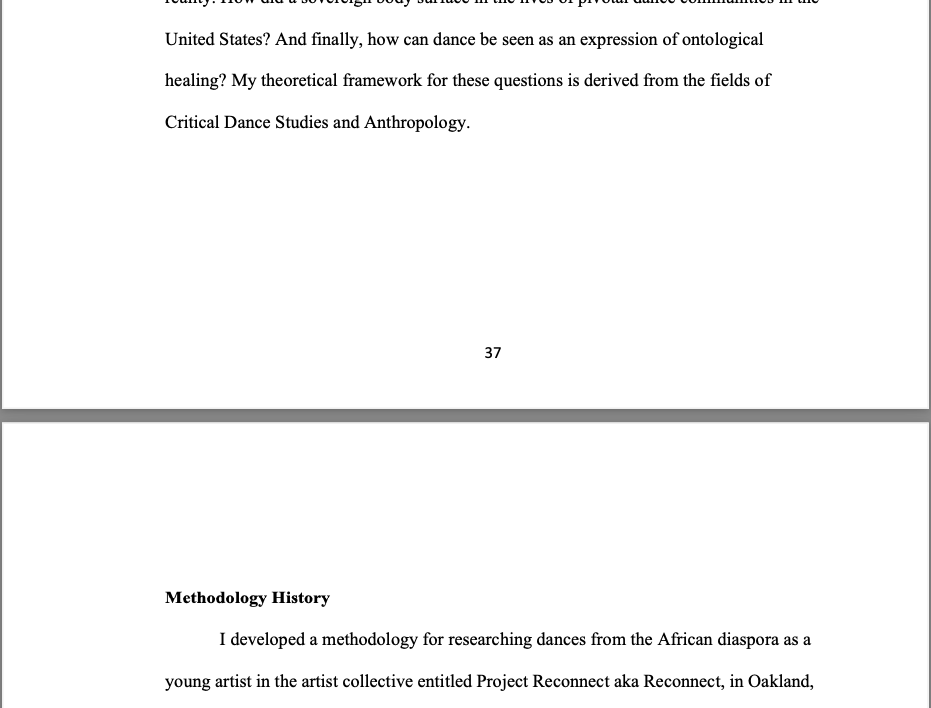 reality. How did a sovereign body surface in the lives of pivotal dance communities in the
United States? And finally, how can dance be seen as an expression of ontological
healing? My theoretical framework for these questions is derived from the fields of
Critical Dance Studies and Anthropology.
37
Methodology History
I developed a methodology for researching dances from the African diaspora as a
young artist in the artist collective entitled Project Reconnect aka Reconnect, in Oakland,